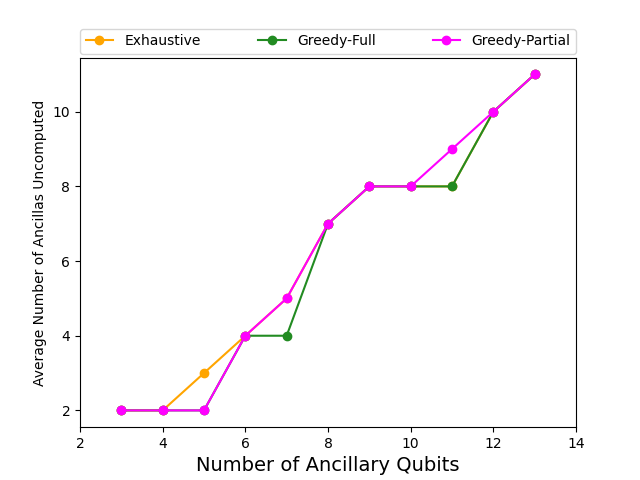 Exhaustive Greedy-Full Greedy-Partial
Average Number of Ancillas Uncomputed
10
8
6
4
2
2 4 6 8 10 12 14
Number of Ancillary Qubits